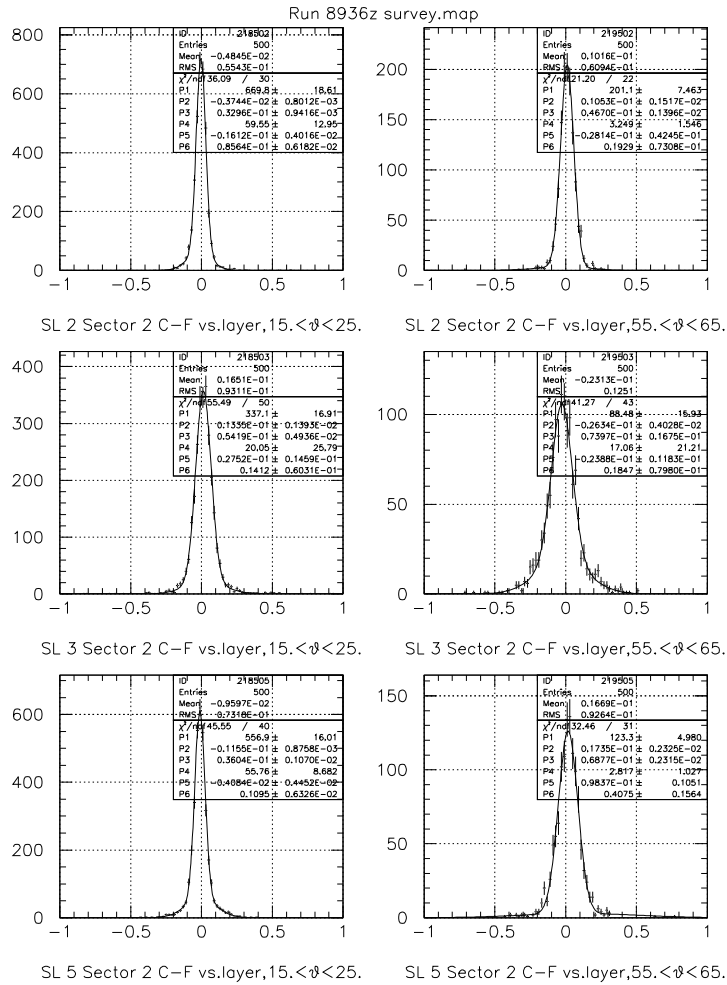 Run 8936z survey.map
ID 218502
Entries 500
Mean -0.4845E-02
RMS 0.5543E-01
χ²/ndf 36.09 / 30
P1 669.8 ± 18.61
P2 -0.3744E-02 ± 0.8012E-03
P3 0.3296E-01 ± 0.9416E-03
P4 59.55 ± 12.95
P5 -0.1612E-01 ± 0.4016E-02
P6 0.8564E-01 ± 0.6182E-02
800
600
400
200
0
-1 -0.5 0 0.5 1
SL 2 Sector 2 C-F vs.layer,15.<ϑ<25.
ID 219502
Entries 500
Mean 0.1016E-01
RMS 0.6094E-01
χ²/ndf 21.20 / 22
P1 201.1 ± 7.463
P2 0.1053E-01 ± 0.1517E-02
P3 0.4670E-01 ± 0.1396E-02
P4 3.249 ± 1.546
P5 -0.2814E-01 ± 0.4245E-01
P6 0.1929 ± 0.7308E-01
200
150
100
50
0
-1 -0.5 0 0.5 1
SL 2 Sector 2 C-F vs.layer,55.<ϑ<65.
ID 218503
Entries 500
Mean 0.1651E-01
RMS 0.9311E-01
χ²/ndf 55.49 / 50
P1 337.1 ± 16.91
P2 0.1335E-01 ± 0.1393E-02
P3 0.5419E-01 ± 0.4936E-02
P4 20.05 ± 25.79
P5 0.2752E-01 ± 0.1459E-01
P6 0.1412 ± 0.6031E-01
400
300
200
100
0
-1 -0.5 0 0.5 1
SL 3 Sector 2 C-F vs.layer,15.<ϑ<25.
ID 219503
Entries 500
Mean -0.2313E-01
RMS 0.1251
χ²/ndf 41.27 / 43
P1 88.48 ± 15.93
P2 -0.2634E-01 ± 0.4028E-02
P3 0.7397E-01 ± 0.1675E-01
P4 17.06 ± 21.21
P5 -0.2388E-01 ± 0.1183E-01
P6 0.1847 ± 0.7980E-01
100
50
0
-1 -0.5 0 0.5 1
SL 3 Sector 2 C-F vs.layer,55.<ϑ<65.
ID 218505
Entries 500
Mean -0.9597E-02
RMS 0.7318E-01
χ²/ndf 45.55 / 40
P1 556.9 ± 16.01
P2 -0.1155E-01 ± 0.8758E-03
P3 0.3604E-01 ± 0.1070E-02
P4 55.76 ± 8.682
P5 -0.4084E-02 ± 0.4452E-02
P6 0.1095 ± 0.6326E-02
600
400
200
0
-1 -0.5 0 0.5 1
SL 5 Sector 2 C-F vs.layer,15.<ϑ<25.
ID 219505
Entries 500
Mean 0.1669E-01
RMS 0.9264E-01
χ²/ndf 32.46 / 31
P1 123.3 ± 4.980
P2 0.1735E-01 ± 0.2325E-02
P3 0.6877E-01 ± 0.2315E-02
P4 2.817 ± 1.027
P5 0.9837E-01 ± 0.1051
P6 0.4075 ± 0.1564
150
100
50
0
-1 -0.5 0 0.5 1
SL 5 Sector 2 C-F vs.layer,55.<ϑ<65.